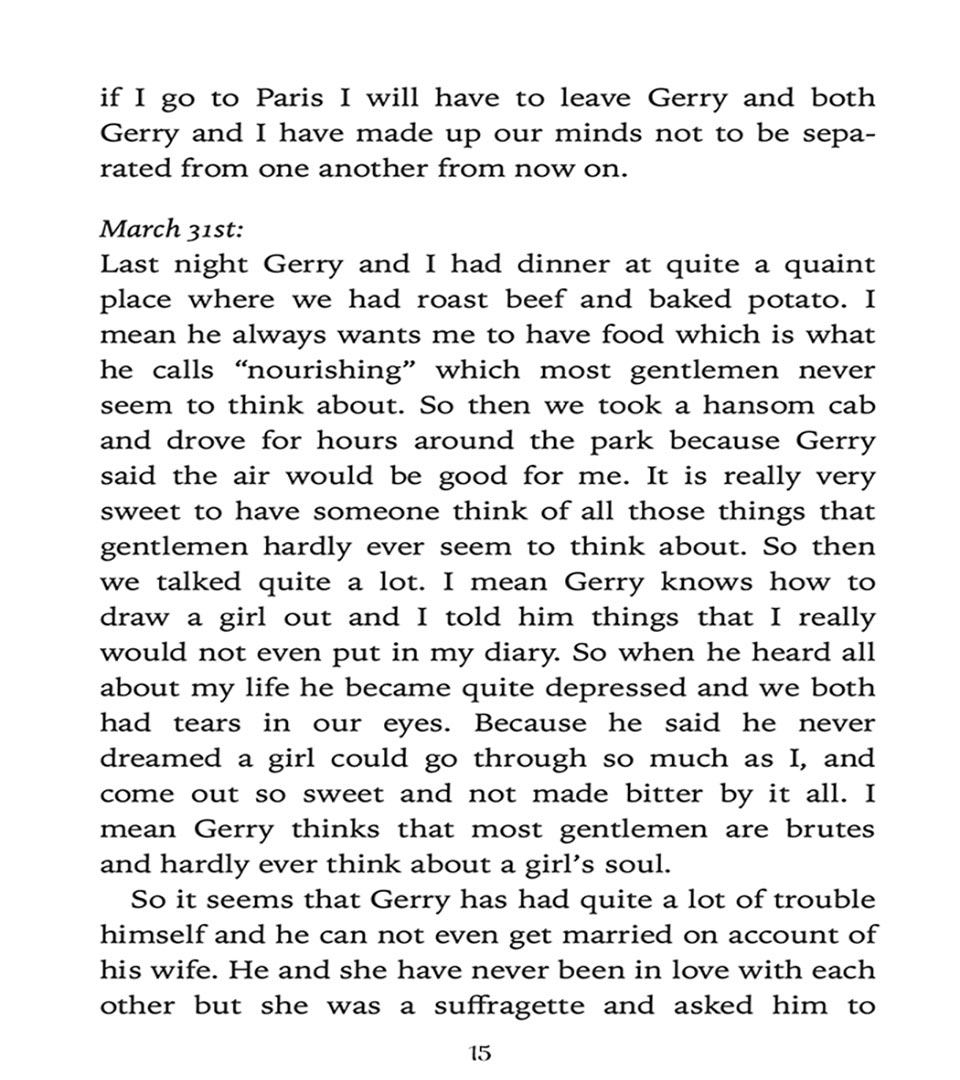 if I go to Paris I will have to leave Gerry and both
Gerry and I have made up our minds not to be sepa-
rated from one another from now on.
March 31st:
Last night Gerry and I had dinner at quite a quaint
place where we had roast beef and baked potato. I
mean he always wants me to have food which is what
he calls “nourishing” which most gentlemen never
seem to think about. So then we took a hansom cab
and drove for hours around the park because Gerry
said the air would be good for me. It is really very
sweet to have someone think of all those things that
gentlemen hardly ever seem to think about. So then
we talked quite a lot. I mean Gerry knows how to
draw a girl out and I told him things that I really
would not even put in my diary. So when he heard all
about my life he became quite depressed and we both
had tears in our eyes. Because he said he never
dreamed a girl could go through so much as I, and
come out so sweet and not made bitter by it all. I
mean Gerry thinks that most gentlemen are brutes
and hardly ever think about a girl’s soul.
So it seems that Gerry has had quite a lot of trouble
himself and he can not even get married on account of
his wife. He and she have never been in love with each
other but she was a suffragette and asked him to
15